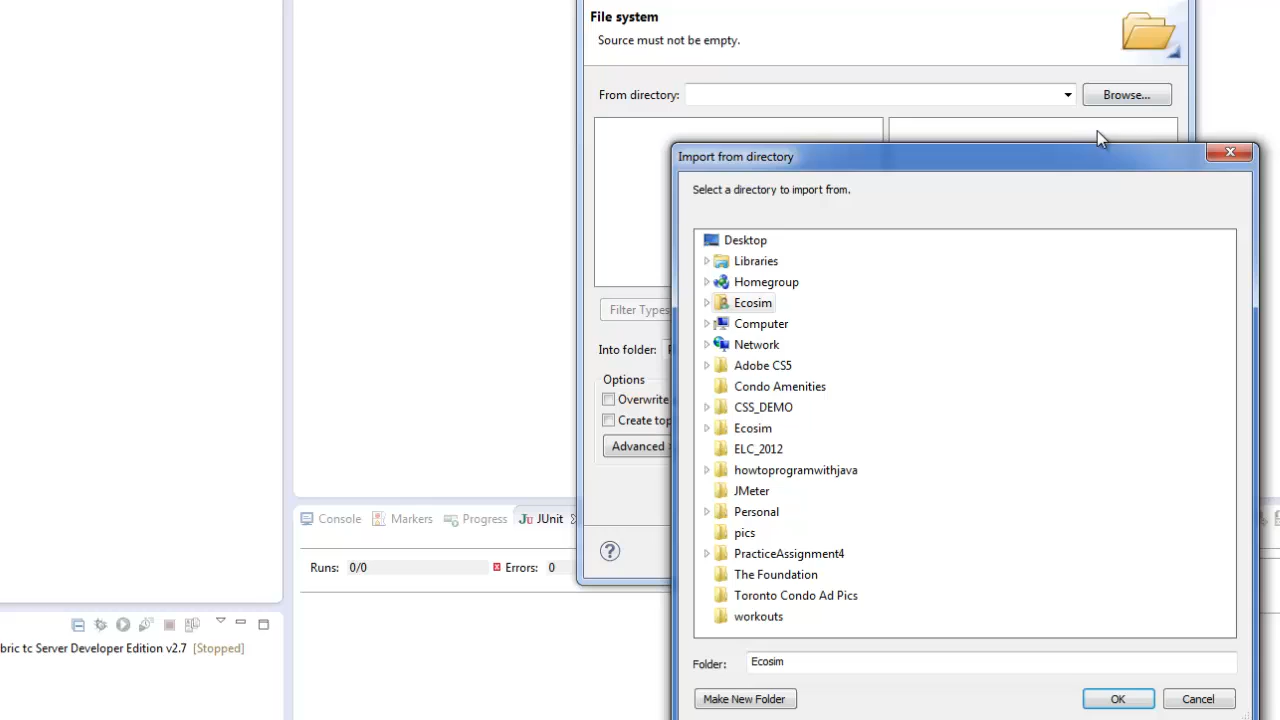 File system
Source must not be empty.
From directory:
Browse...
Import from directory
Select a directory to import from.
Desktop
Libraries
Homegroup
Ecosim
Computer
Network
Adobe CS5
Condo Amenities
CSS_DEMO
Ecosim
ELC_2012
howtoprogramwithjava
JMeter
Personal
pics
PracticeAssignment4
The Foundation
Toronto Condo Ad Pics
workouts
Folder: Ecosim
Make New Folder
OK
Cancel
Filter Types
Into folder:
Options
Overwrite
Create top
Advanced
Console
Markers
Progress
JUnit
Runs: 0/0
Errors: 0
bric tc Server Developer Edition v2.7 [Stopped]